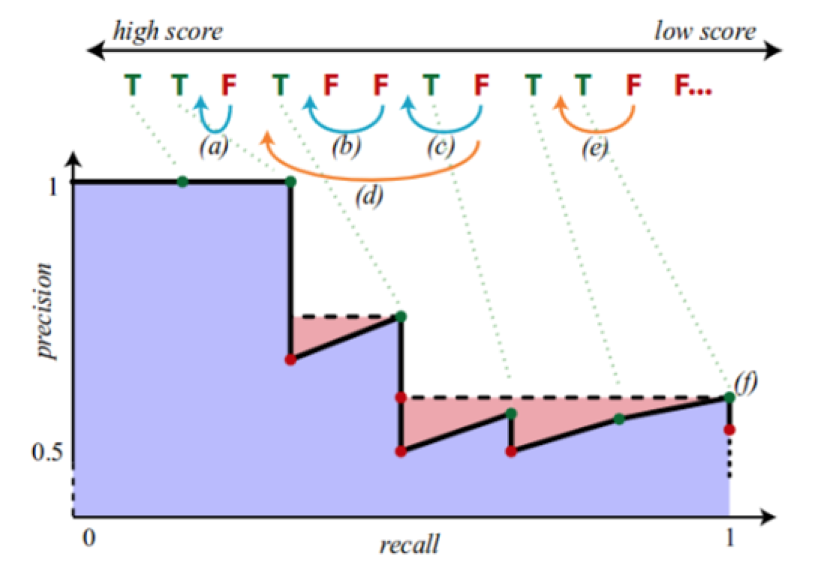 high score low score
T T F T F F T F T T F F...
(a) (b) (c) (e)
(d)
1
(f)
precision
0.5
0 1
recall